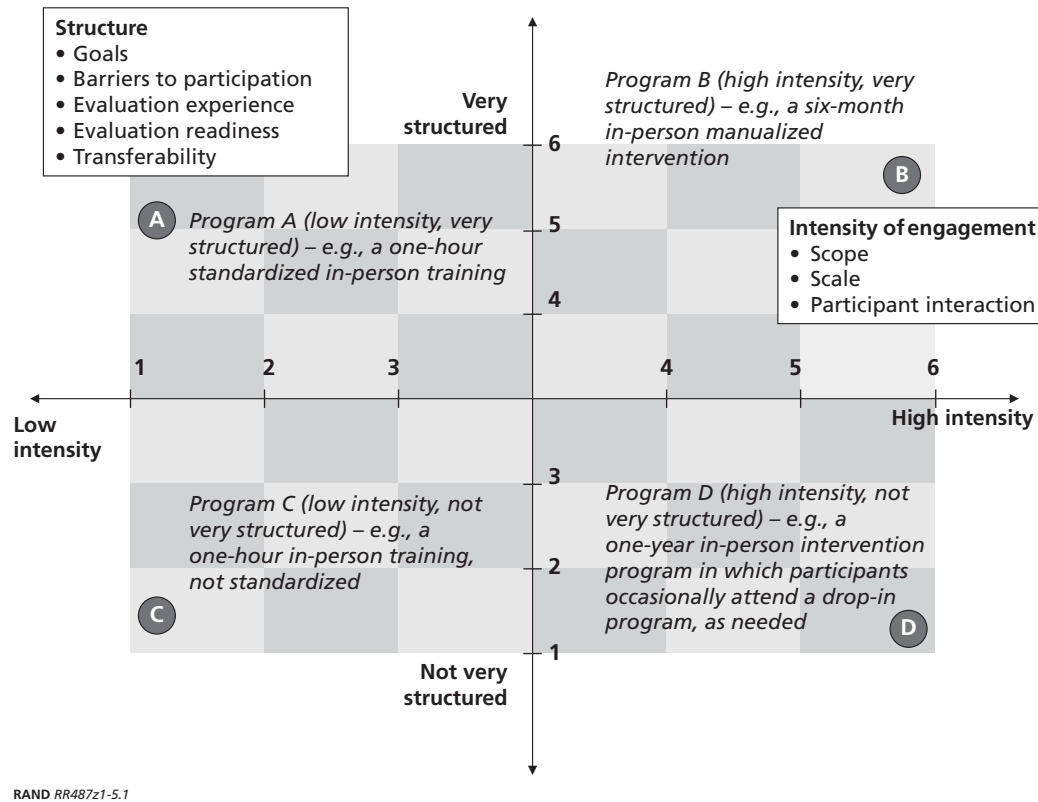 Structure
• Goals
• Barriers to participation
• Evaluation experience
• Evaluation readiness
• Transferability
Very
structured
Program B (high intensity, very
structured) – e.g., a six-month
in-person manualized
intervention
6
B
A
Program A (low intensity, very
structured) – e.g., a one-hour
standardized in-person training
5
Intensity of engagement
• Scope
• Scale
• Participant interaction
4
1 2 3 4 5 6
Low
intensity
High intensity
3
Program C (low intensity, not
very structured) – e.g., a
one-hour in-person training,
not standardized
C
2
Program D (high intensity, not
very structured) – e.g., a
one-year in-person intervention
program in which participants
occasionally attend a drop-in
program, as needed
D
1
Not very
structured
RAND RR487z1-5.1